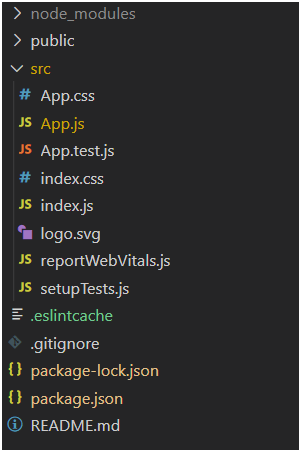 node_modules
public
src
# App.css
JS App.js
JS App.test.js
# index.css
JS index.js
logo.svg
JS reportWebVitals.js
JS setupTests.js
.eslintcache
.gitignore
{} package-lock.json
{} package.json
README.md